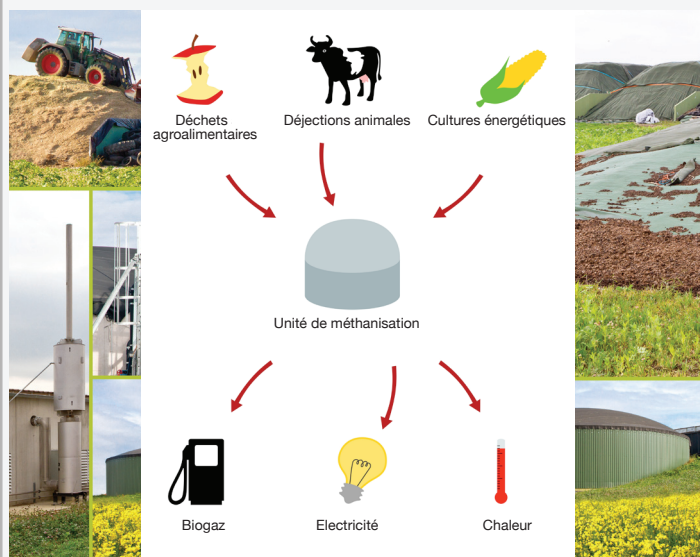 Déchets
agroalimentaires
Déjections animales
Cultures énergétiques
Unité de méthanisation
Biogaz
Electricité
Chaleur